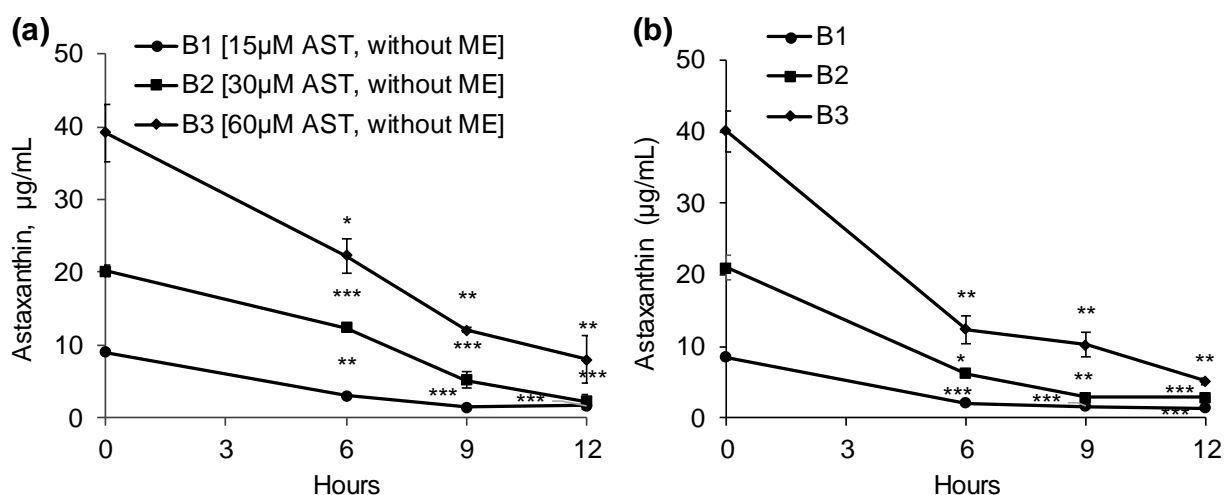 (a)
B1 [15µM AST, without ME]
B2 [30µM AST, without ME]
B3 [60µM AST, without ME]
Astaxanthin, µg/mL
50
40
30
20
10
0
*
***
**
**
***
***
**
***
***
0 3 6 9 12
Hours
(b)
B1
B2
B3
Astaxanthin (µg/mL)
50
40
30
20
10
0
**
*
***
**
**
***
**
***
***
0 3 6 9 12
Hours